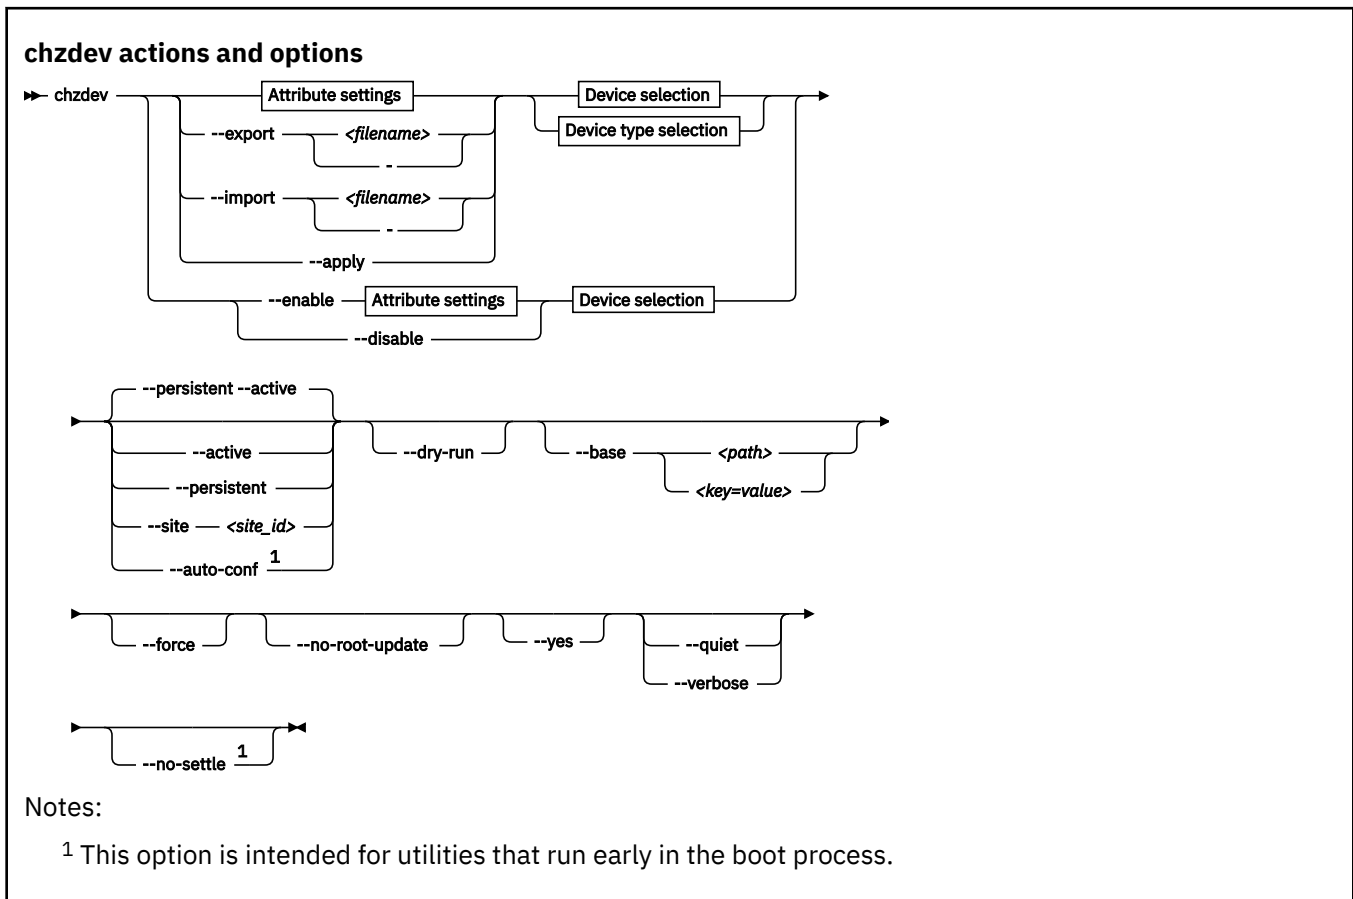 chzdev actions and options
chzdev Attribute settings Device selection
--export <filename> Device type selection
-
--import <filename>
-
--apply
--enable Attribute settings Device selection
--disable
--persistent --active
--active --dry-run --base <path>
--persistent <key=value>
--site <site_id>
--auto-conf 1
--force --no-root-update --yes --quiet
--verbose
--no-settle 1
Notes:
1 This option is intended for utilities that run early in the boot process.